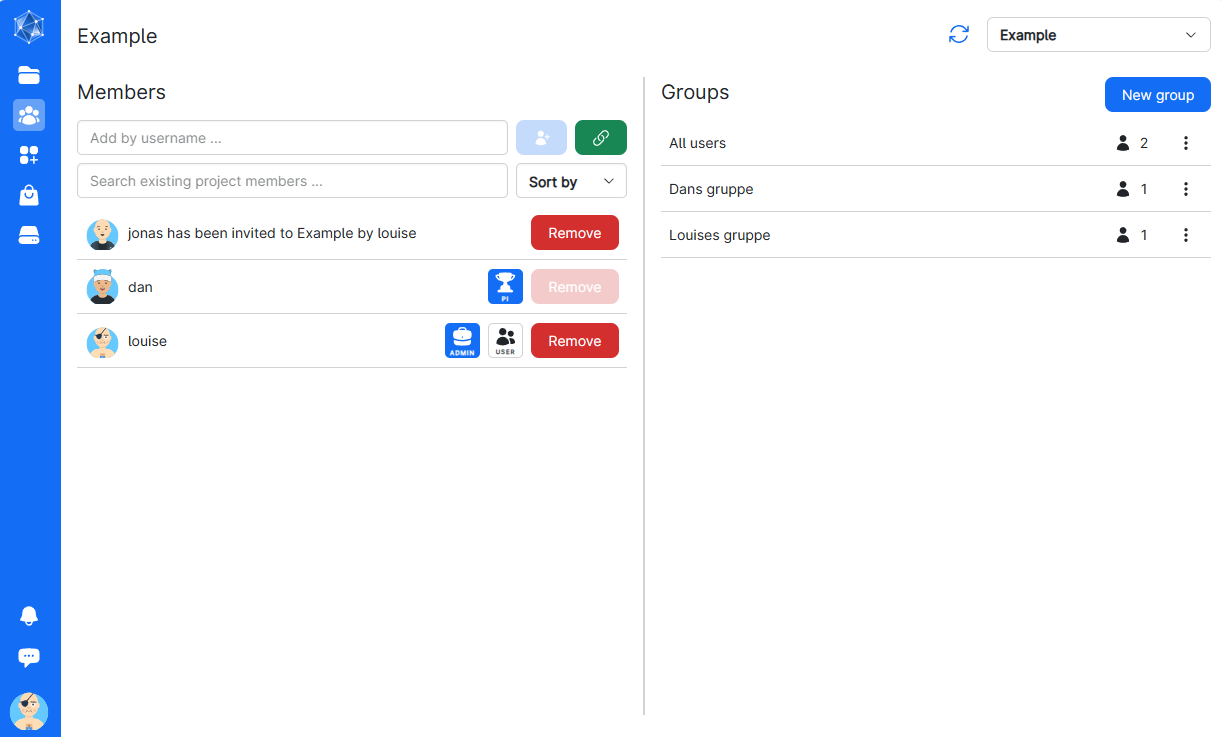 Example
Example
Members
Add by username ...
Search existing project members ...
Sort by
jonas has been invited to Example by louise
Remove
dan
PI
Remove
louise
ADMIN
USER
Remove
Groups
New group
All users
2
Dans gruppe
1
Louises gruppe
1